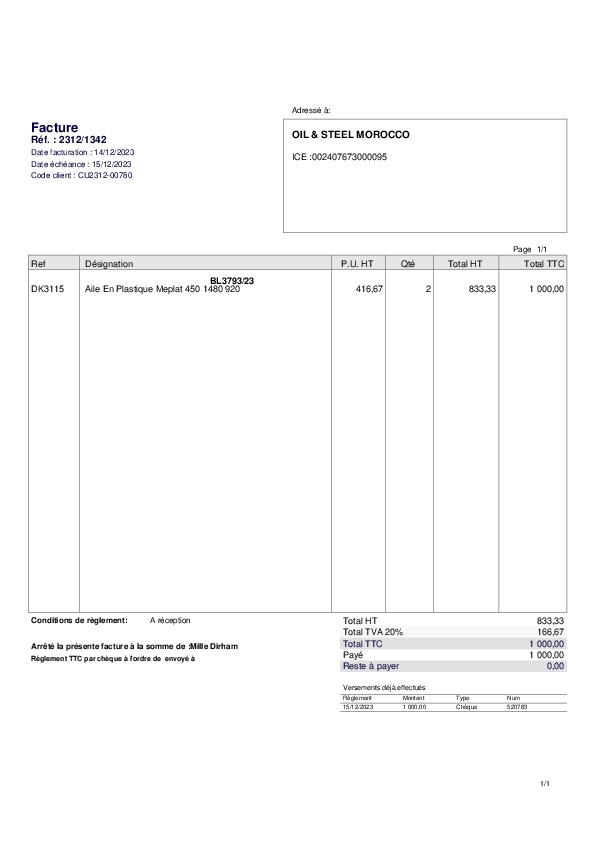 Adressé à:
Facture
Réf. : 2312/1342
Date facturation : 14/12/2023
Date échéance : 15/12/2023
Code client : CU2312-00780
OIL & STEEL MOROCCO
ICE :002407673000095
Page 1/1
Ref Désignation P.U. HT Qté Total HT Total TTC
BL3793/23
DK3115 Aile En Plastique Meplat 450 1480 920 416,67 2 833,33 1 000,00
Conditions de règlement: A réception
Arrêté la présente facture à la somme de :Mille Dirham
Règlement TTC par chèque à l'ordre de envoyé à
Total HT 833,33
Total TVA 20% 166,67
Total TTC 1 000,00
Payé 1 000,00
Reste à payer 0,00
Versements déjà effectués
Règlement Montant Type Num
15/12/2023 1 000,00 Chèque 520783
1/1